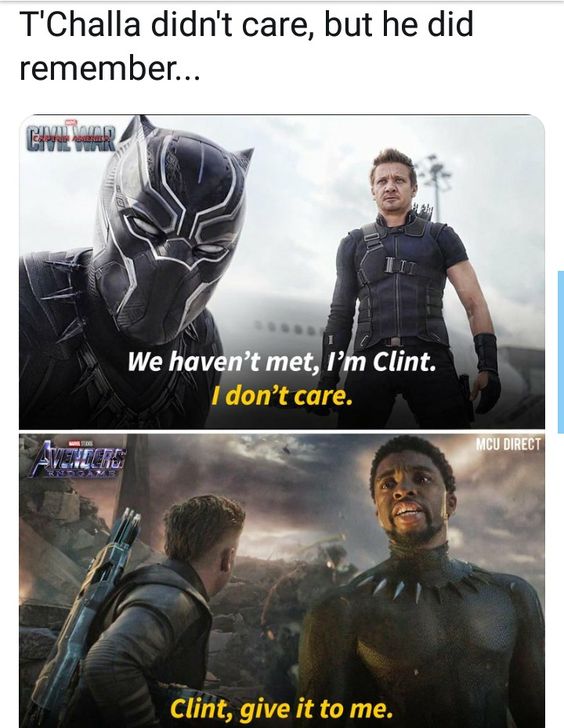 T'Challa didn't care, but he did
remember...
MARVEL
CIVIL WAR
CAPTAIN AMERICA
We haven't met, I'm Clint.
I don't care.
MARVEL STUDIOS
AVENGERS
ENDGAME
MCU DIRECT
Clint, give it to me.